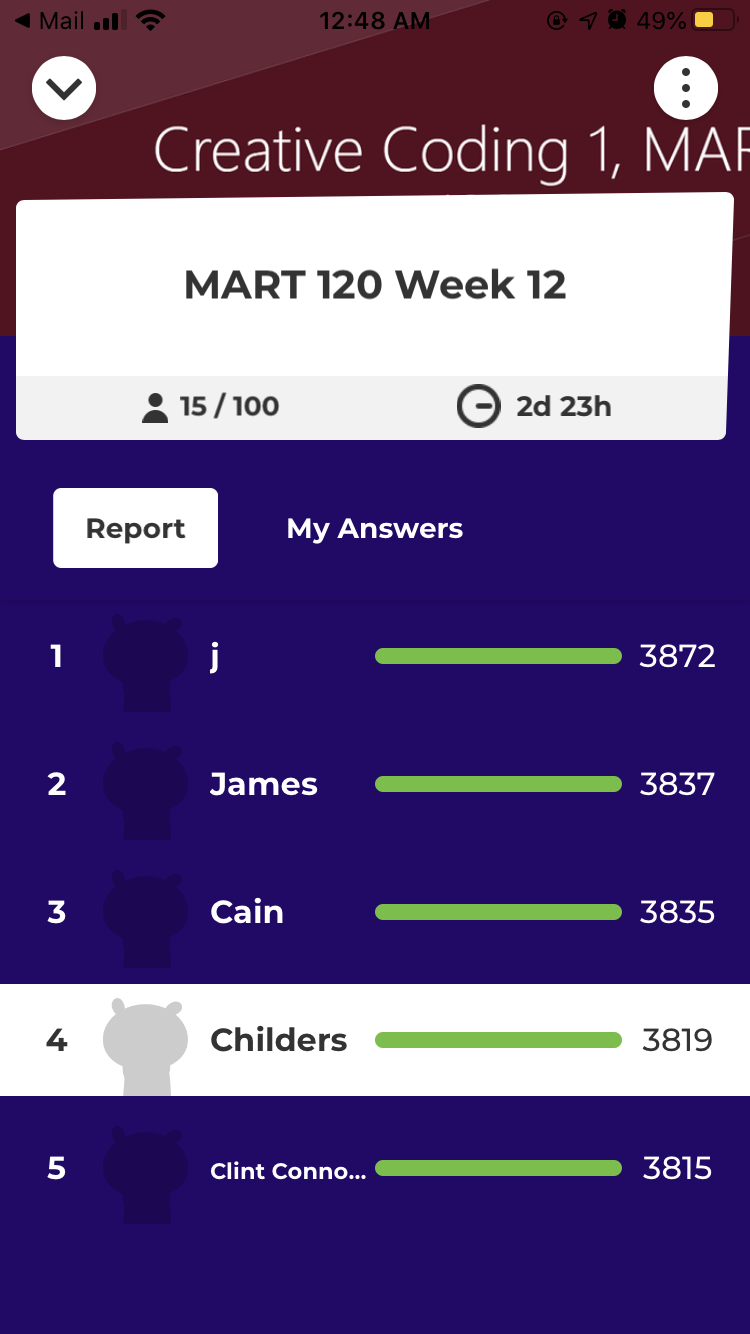 Mail 12:48 AM 49%
Creative Coding 1, MAR
MART 120 Week 12
15 / 100 2d 23h
Report My Answers
1 j 3872
2 James 3837
3 Cain 3835
4 Childers 3819
5 Clint Conno... 3815